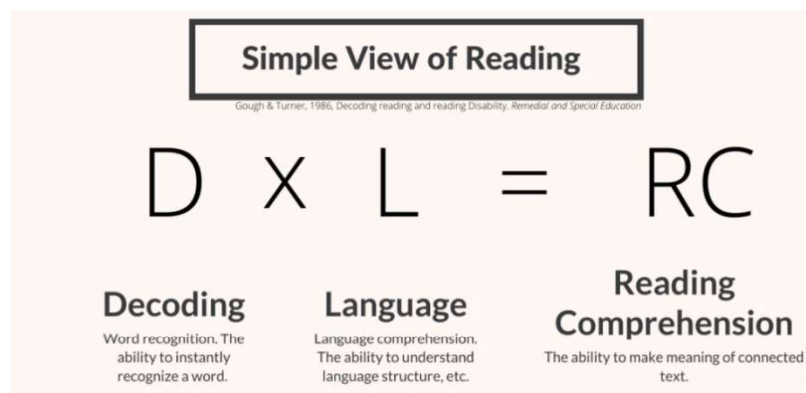 Simple View of Reading
Gough & Turner, 1986, Decoding reading and reading Disability. Remedial and Special Education
D x L = RC
Decoding
Word recognition. The
ability to instantly
recognize a word.
Language
Language comprehension.
The ability to understand
language structure, etc.
Reading
Comprehension
The ability to make meaning of connected
text.